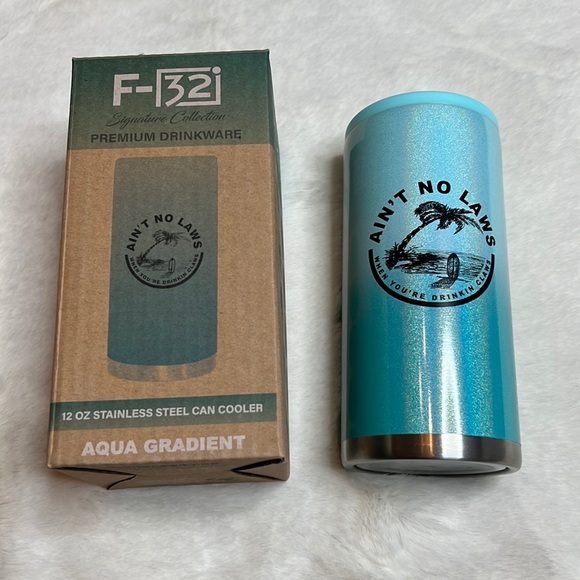 F-32i
Signature Collection
PREMIUM DRINKWARE
AIN'T NO LAWS
WHEN YOU'RE DRINKIN CLAWS
12 OZ STAINLESS STEEL CAN COOLER
AQUA GRADIENT
AIN'T NO LAWS
WHEN YOU'RE DRINKIN CLAWS